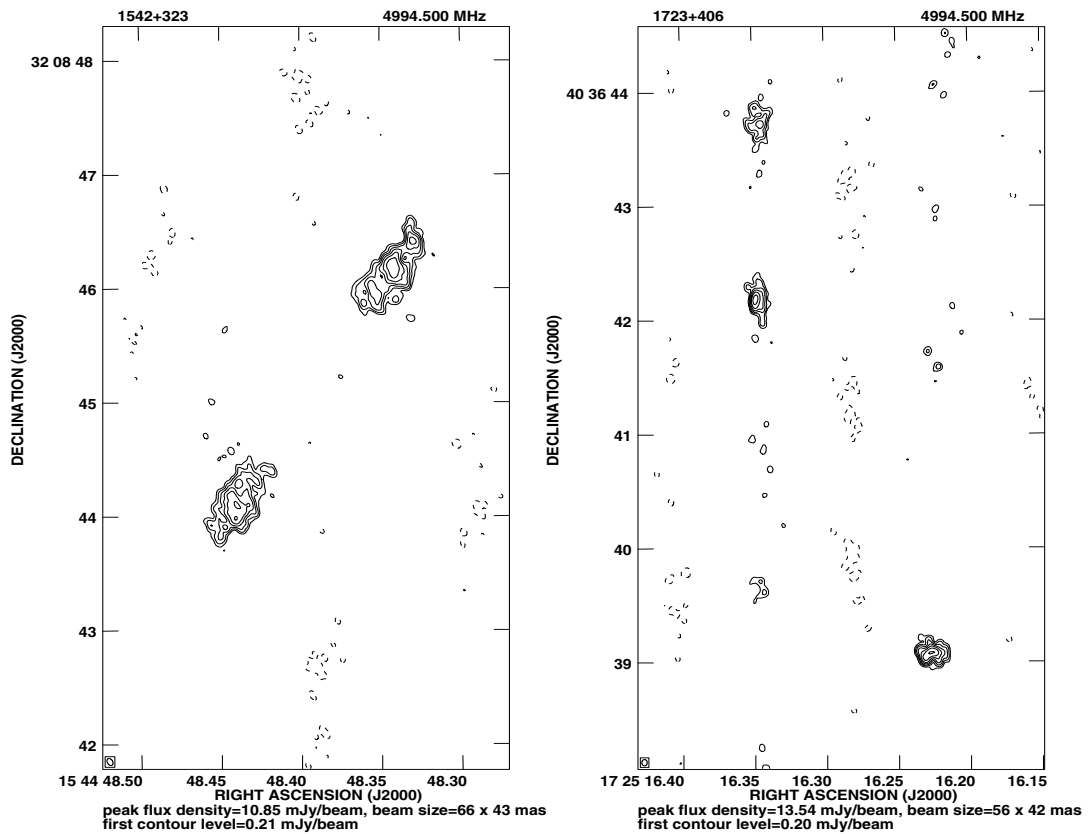 1542+323 4994.500 MHz
DECLINATION (J2000)
32 08 48
47
46
45
44
43
42
15 44 48.50 48.45 48.40 48.35 48.30
RIGHT ASCENSION (J2000)
peak flux density=10.85 mJy/beam, beam size=66 x 43 mas
first contour level=0.21 mJy/beam
1723+406 4994.500 MHz
DECLINATION (J2000)
40 36 44
43
42
41
40
39
17 25 16.40 16.35 16.30 16.25 16.20 16.15
RIGHT ASCENSION (J2000)
peak flux density=13.54 mJy/beam, beam size=56 x 42 mas
first contour level=0.20 mJy/beam